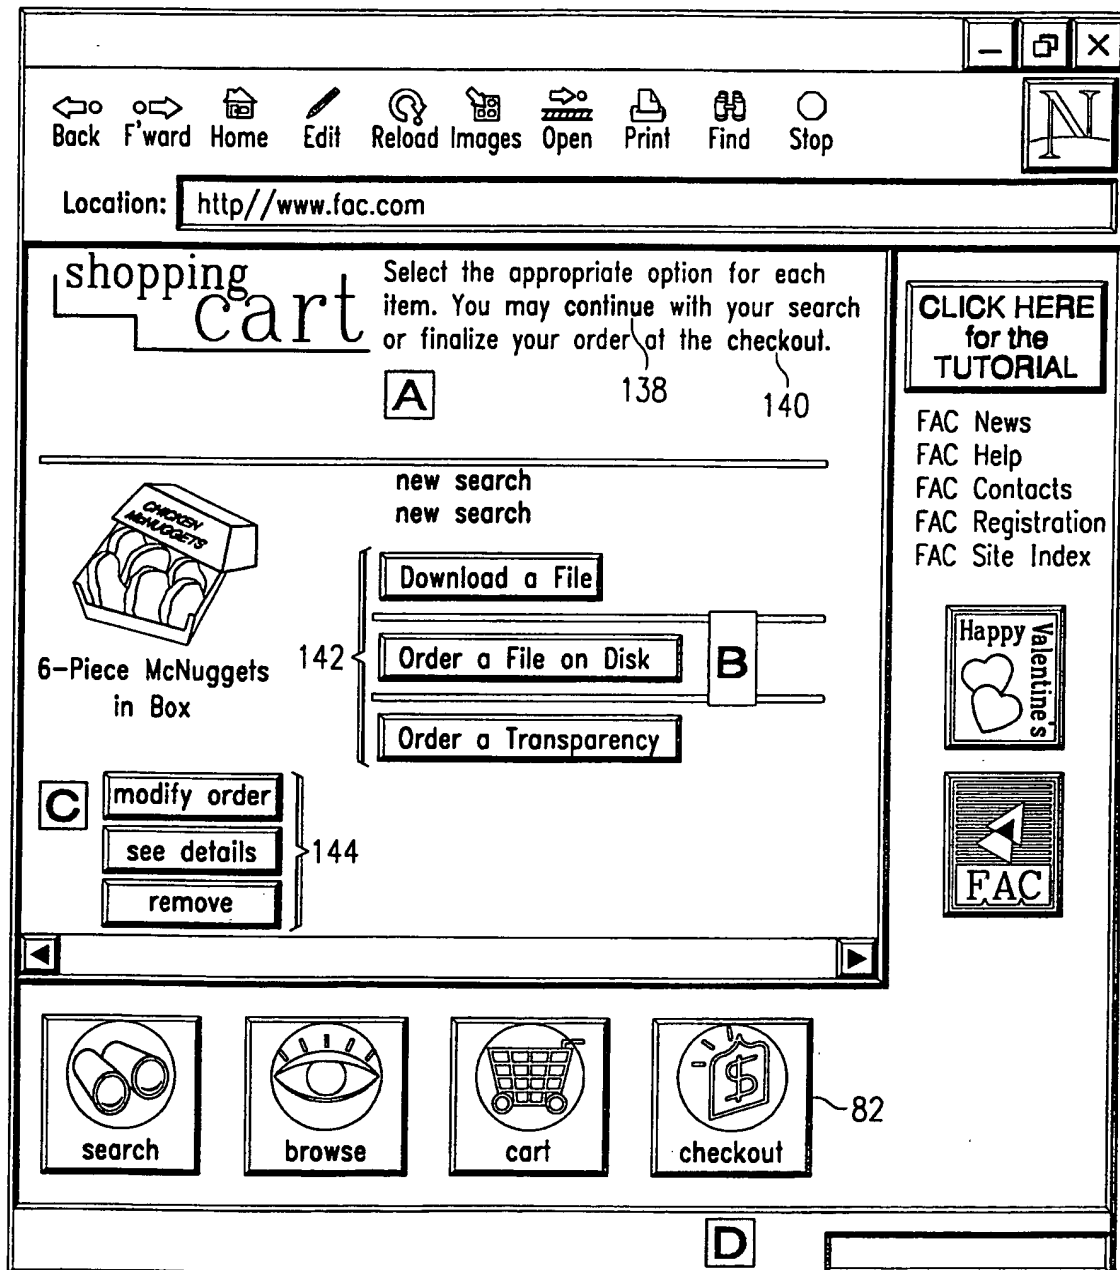 Back F'ward Home Edit Reload Images Open Print Find Stop
N
Location: http//www.fac.com
shopping
cart
Select the appropriate option for each
item. You may continue with your search
or finalize your order at the checkout.
138
140
A
CLICK HERE
for the
TUTORIAL
FAC News
FAC Help
FAC Contacts
FAC Registration
FAC Site Index
new search
new search
CHICKEN
McNUGGETS
6-Piece McNuggets
in Box
142
Download a File
Order a File on Disk
Order a Transparency
B
Happy Valentine's
FAC
C
modify order
see details
remove
144
search
browse
cart
$
checkout
82
D